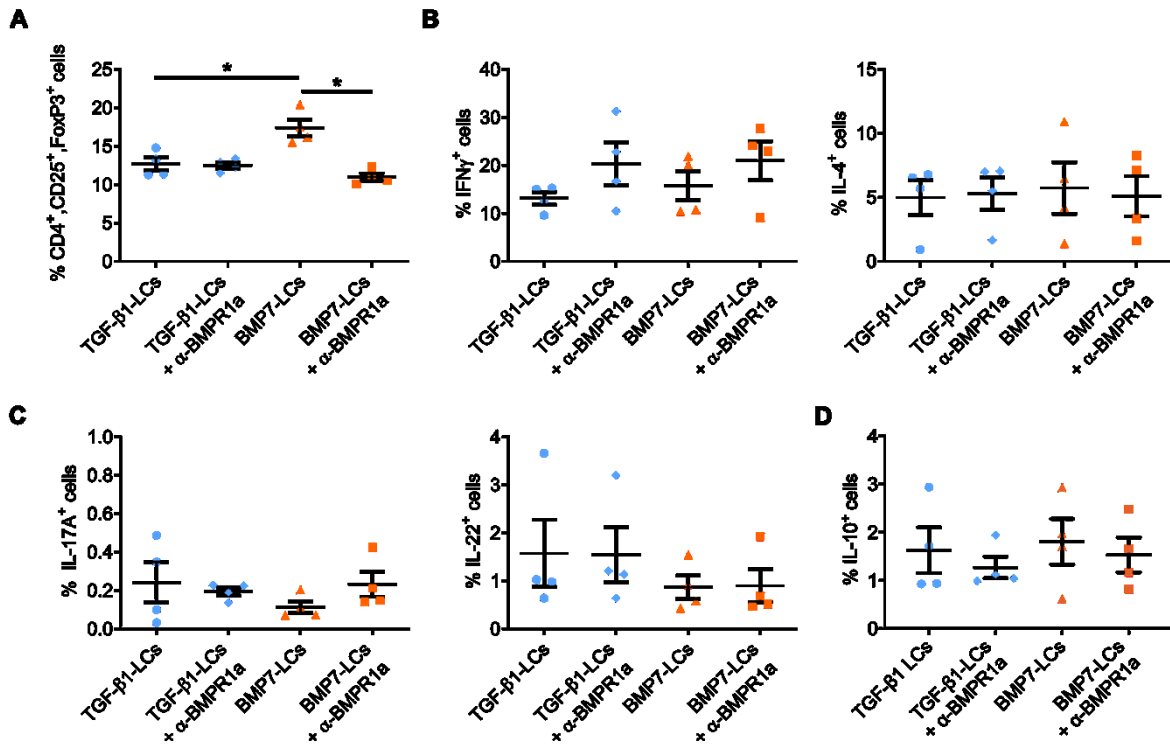 A
% CD4⁺,CD25⁺,FoxP3⁺ cells
25
20
15
10
5
0
*
*
TGF-β1-LCs
TGF-β1-LCs
+ α-BMPR1a
BMP7-LCs
BMP7-LCs
+ α-BMPR1a
B
% IFNγ⁺ cells
40
30
20
10
0
TGF-β1-LCs
TGF-β1-LCs
+ α-BMPR1a
BMP7-LCs
BMP7-LCs
+ α-BMPR1a
% IL-4⁺ cells
15
10
5
0
TGF-β1-LCs
TGF-β1-LCs
+ α-BMPR1a
BMP7-LCs
BMP7-LCs
+ α-BMPR1a
C
% IL-17A⁺ cells
1.0
0.8
0.6
0.4
0.2
0.0
TGF-β1-LCs
TGF-β1-LCs
+ α-BMPR1a
BMP7-LCs
BMP7-LCs
+ α-BMPR1a
% IL-22⁺ cells
4
3
2
1
0
TGF-β1-LCs
TGF-β1-LCs
+ α-BMPR1a
BMP7-LCs
BMP7-LCs
+ α-BMPR1a
D
% IL-10⁺ cells
4
3
2
1
0
TGF-β1 LCs
TGF-β1-LCs
+ α-BMPR1a
BMP7-LCs
BMP7-LCs
+ α-BMPR1a